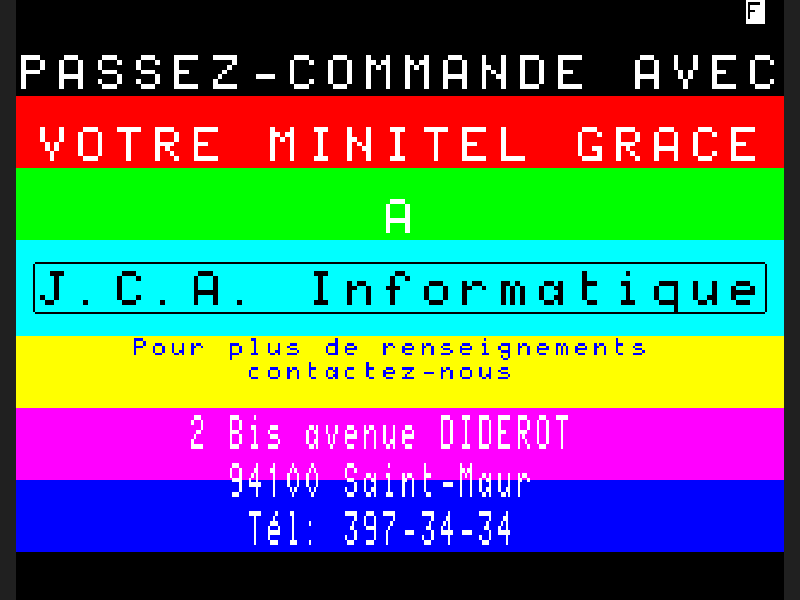 F
PASSEZ-COMMANDE AVEC
VOTRE MINITEL GRACE
A
J.C.A. Informatique
Pour plus de renseignements
contactez-nous
2 Bis avenue DIDEROT
94100 Saint-Maur
Tél: 397-34-34